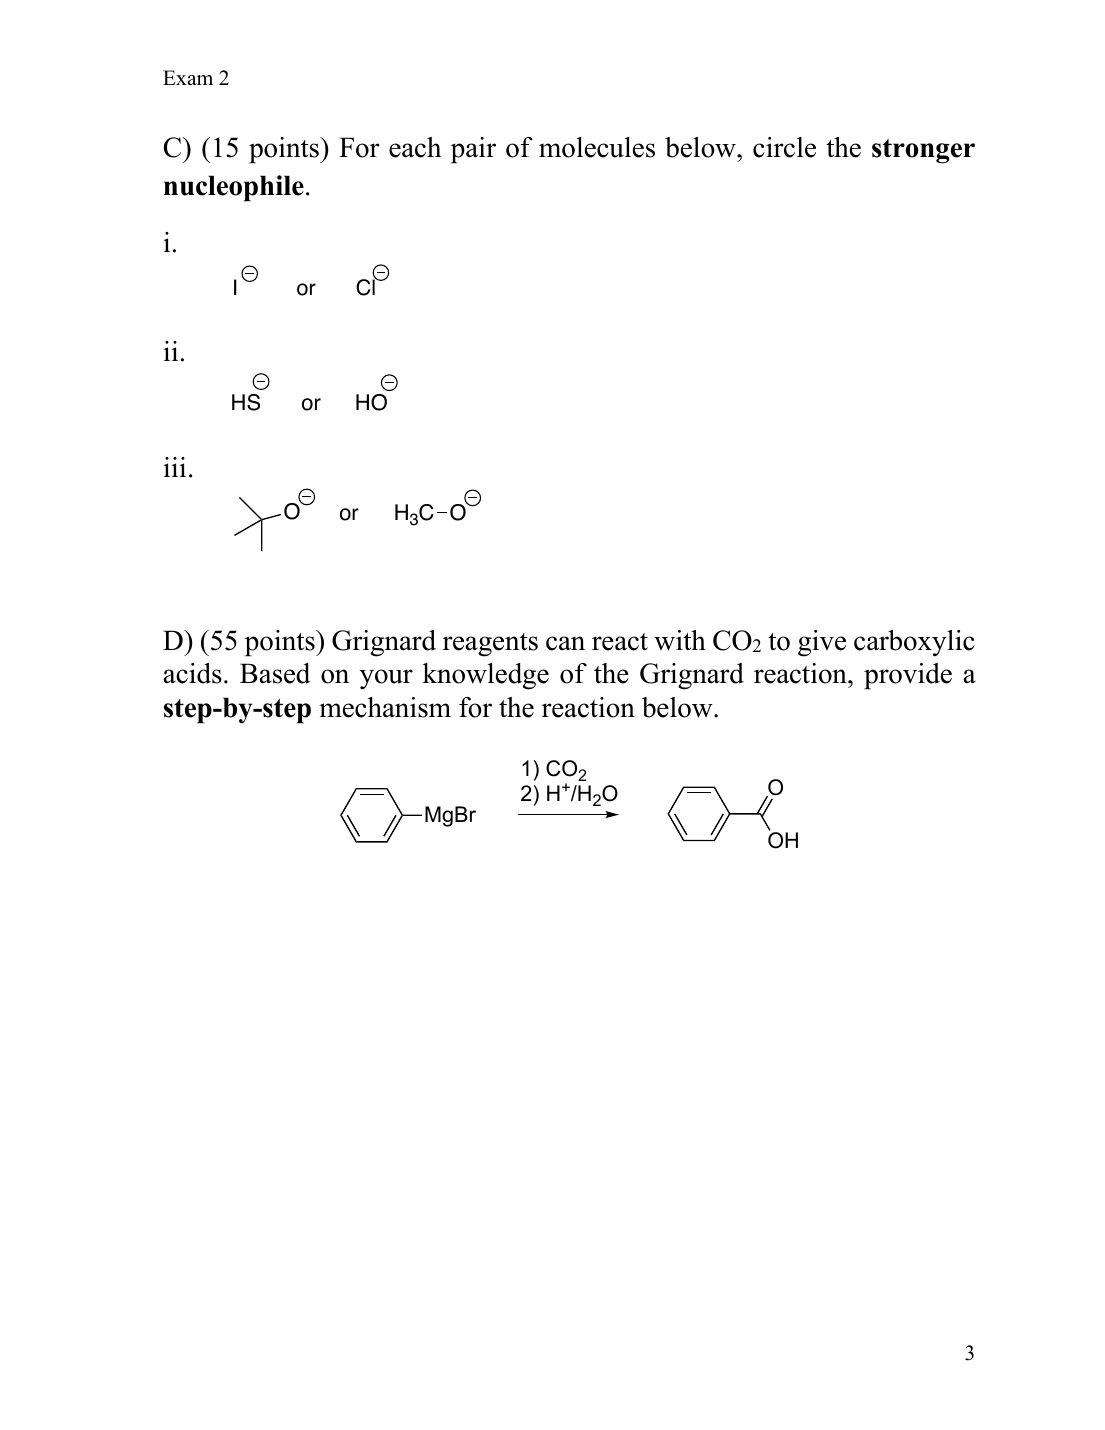 Exam 2
C) (15 points) For each pair of molecules below, circle the stronger
nucleophile.
i.
I⊖ or Cl⊖
ii.
HS⊖ or HO⊖
iii.
O⊖ or H₃C–O⊖
D) (55 points) Grignard reagents can react with CO₂ to give carboxylic
acids. Based on your knowledge of the Grignard reaction, provide a
step-by-step mechanism for the reaction below.
1) CO₂
2) H⁺/H₂O
MgBr
O
OH
3